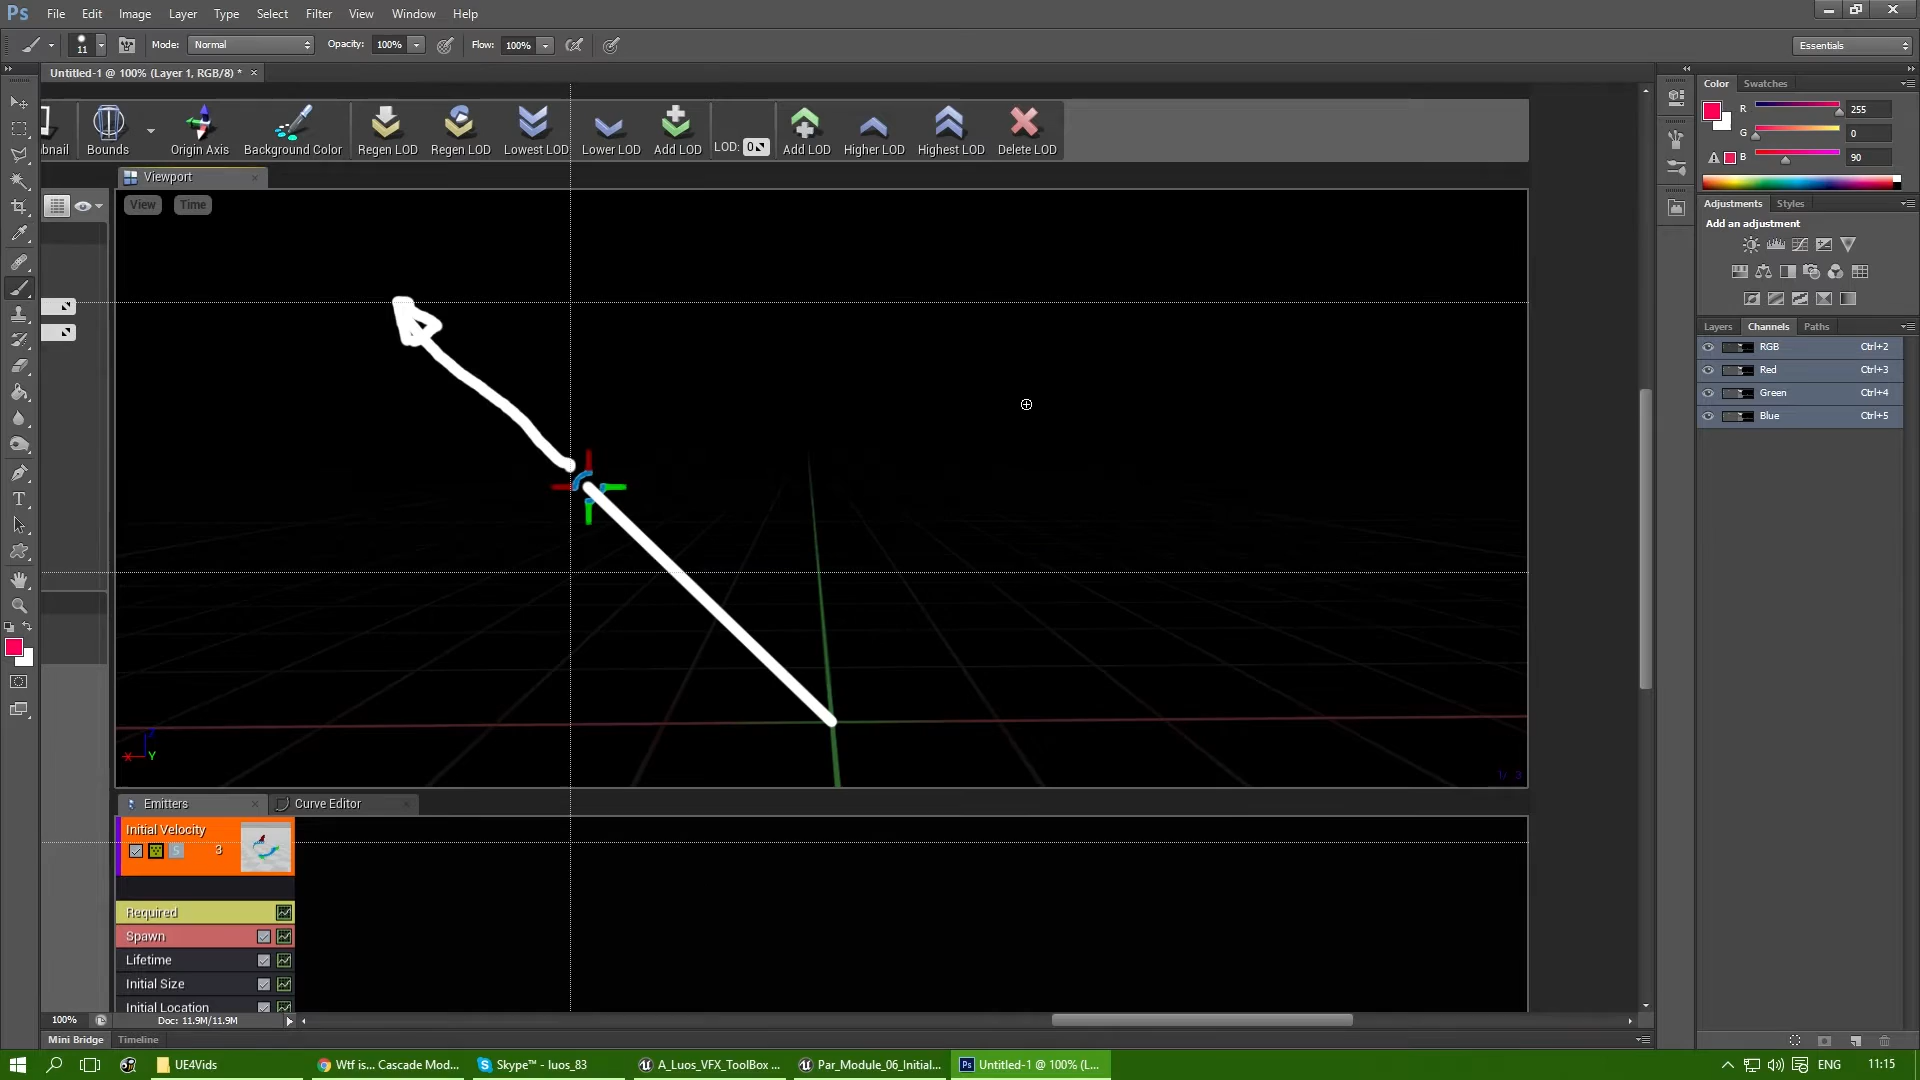 Ps File Edit Image Layer Type Select Filter View Window Help
11 Mode: Normal Opacity: 100% Flow: 100% Essentials
Untitled-1 @ 100% (Layer 1, RGB/8) *
Color Swatches
R 255
G 0
B 90
Bounds Origin Axis Background Color Regen LOD Regen LOD Lowest LOD Lower LOD Add LOD LOD: 0 Add LOD Higher LOD Highest LOD Delete LOD
Viewport
View Time
Adjustments Styles
Add an adjustment
Layers Channels Paths
RGB Ctrl+2
Red Ctrl+3
Green Ctrl+4
Blue Ctrl+5
Z
X Y
1/ 3
Emitters Curve Editor
Initial Velocity
S 3
Required
Spawn
Lifetime
Initial Size
Initial Location
100% Doc: 11.9M/11.9M
Mini Bridge Timeline
UE4Vids Wtf is... Cascade Mod... Skype™ - luos_83 A_Luos_VFX_ToolBox ... Par_Module_06_Initial... Ps Untitled-1 @ 100% (L... ENG 11:15